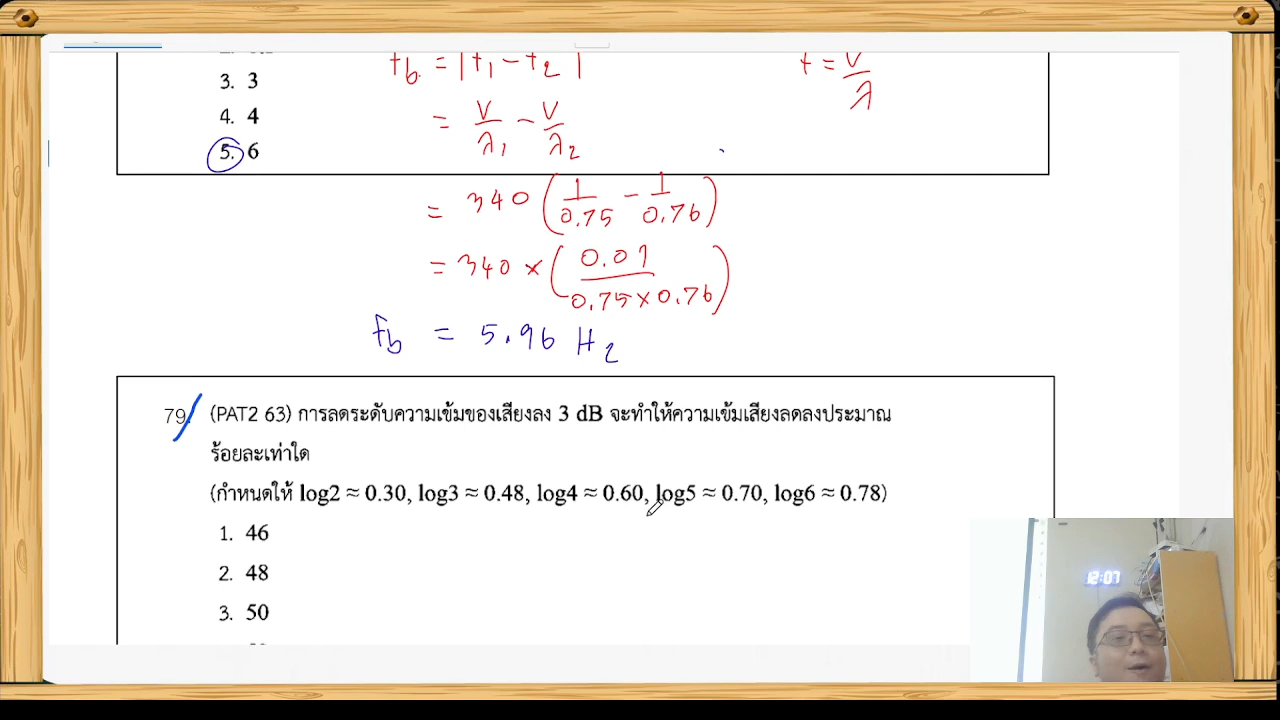 3. 3
f_b = |f_1 - f_2|
f = V/λ
4. 4
= V/λ_1 - V/λ_2
5. 6
= 340 (1/0.75 - 1/0.76)
= 340 × (0.01/0.75×0.76)
f_b = 5.96 Hz
79. (PAT2 63) การลดระดับความเข้มของเสียงลง 3 dB จะทำให้ความเข้มเสียงลดลงประมาณ
ร้อยละเท่าใด
(กำหนดให้ log2 ≈ 0.30, log3 ≈ 0.48, log4 ≈ 0.60, log5 ≈ 0.70, log6 ≈ 0.78)
1. 46
2. 48
3. 50
12:07